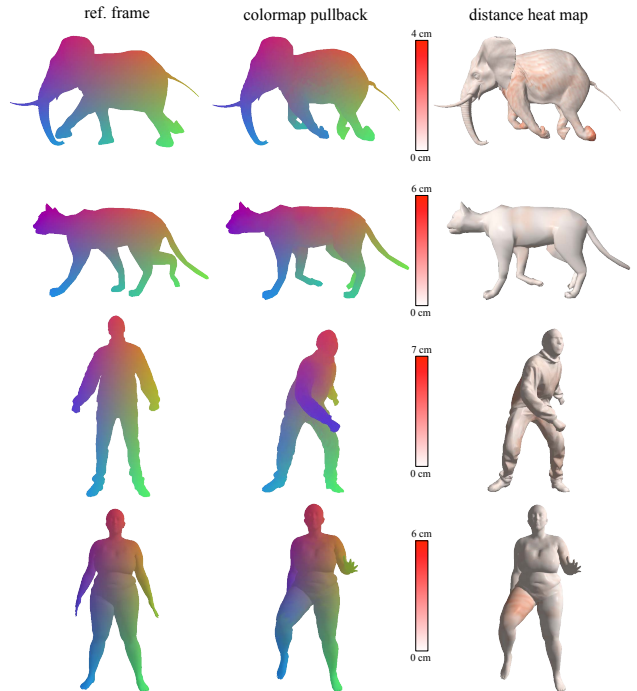 ref. frame
colormap pullback
distance heat map
4 cm
0 cm
6 cm
0 cm
7 cm
0 cm
6 cm
0 cm